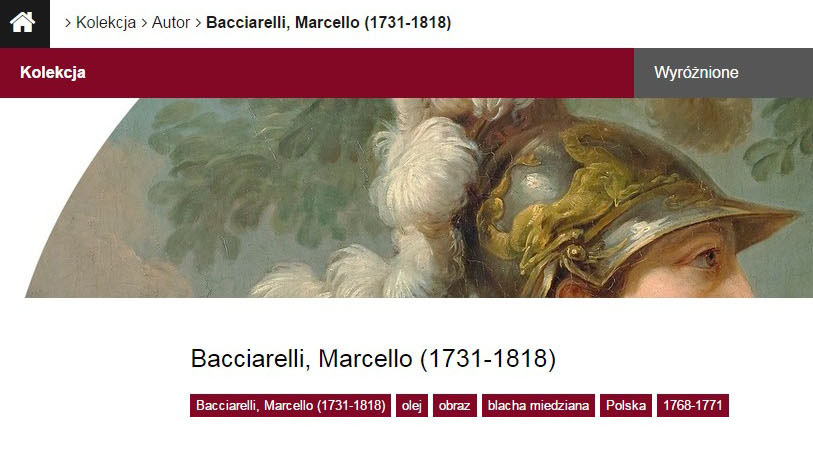 > Kolekcja > Autor > Bacciarelli, Marcello (1731-1818)
Kolekcja
Wyróżnione
Bacciarelli, Marcello (1731-1818)
Bacciarelli, Marcello (1731-1818) olej obraz blacha miedziana Polska 1768-1771